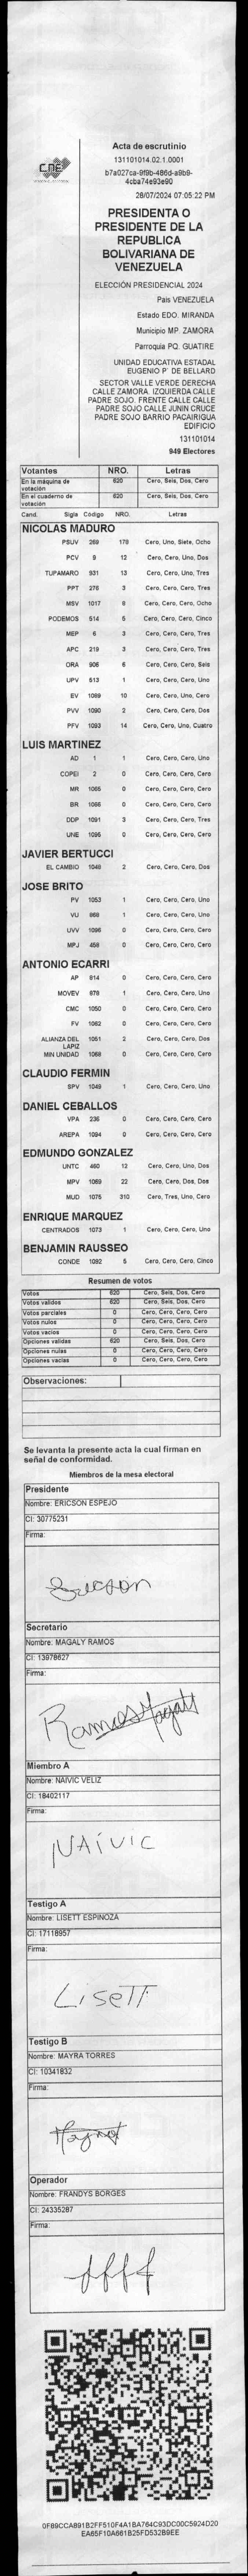 CNE
Acta de escrutinio
131101014.02.1.0001
b7a027ca-9f9b-486d-a9b9-
4cba74e93e90
28/07/2024 07:05:22 PM
PRESIDENTA O
PRESIDENTE DE LA
REPUBLICA
BOLIVARIANA DE
VENEZUELA
ELECCIÓN PRESIDENCIAL 2024
Pais VENEZUELA
Estado EDO. MIRANDA
Municipio MP. ZAMORA
Parroquia PQ. GUATIRE
UNIDAD EDUCATIVA ESTADAL
EUGENIO P' DE BELLARD
SECTOR VALLE VERDE DERECHA
CALLE ZAMORA. IZQUIERDA CALLE
PADRE SOJO. FRENTE CALLE CALLE
PADRE SOJO CALLE JUNIN CRUCE
PADRE SOJO BARRIO PACAIRIGUA
EDIFICIO
131101014
949 Electores
Votantes NRO. Letras
En la máquina de votación 620 Cero, Seis, Dos, Cero
En el cuaderno de votación 620 Cero, Seis, Dos, Cero
Cand. Sigla Código NRO. Letras
NICOLAS MADURO
PSUV 269 178 Cero, Uno, Siete, Ocho
PCV 9 12 Cero, Cero, Uno, Dos
TUPAMARO 931 13 Cero, Cero, Uno, Tres
PPT 276 3 Cero, Cero, Cero, Tres
MSV 1017 8 Cero, Cero, Cero, Ocho
PODEMOS 514 5 Cero, Cero, Cero, Cinco
MEP 6 3 Cero, Cero, Cero, Tres
APC 219 3 Cero, Cero, Cero, Tres
ORA 906 6 Cero, Cero, Cero, Seis
UPV 513 1 Cero, Cero, Cero, Uno
EV 1089 10 Cero, Cero, Uno, Cero
PVV 1090 2 Cero, Cero, Cero, Dos
PFV 1093 14 Cero, Cero, Uno, Cuatro
LUIS MARTINEZ
AD 1 1 Cero, Cero, Cero, Uno
COPEI 2 0 Cero, Cero, Cero, Cero
MR 1065 0 Cero, Cero, Cero, Cero
BR 1086 0 Cero, Cero, Cero, Cero
DDP 1091 3 Cero, Cero, Cero, Tres
UNE 1095 0 Cero, Cero, Cero, Cero
JAVIER BERTUCCI
EL CAMBIO 1048 2 Cero, Cero, Cero, Dos
JOSE BRITO
PV 1053 1 Cero, Cero, Cero, Uno
VU 868 1 Cero, Cero, Cero, Uno
UVV 1096 0 Cero, Cero, Cero, Cero
MPJ 458 0 Cero, Cero, Cero, Cero
ANTONIO ECARRI
AP 814 0 Cero, Cero, Cero, Cero
MOVEV 978 1 Cero, Cero, Cero, Uno
CMC 1050 0 Cero, Cero, Cero, Cero
FV 1062 0 Cero, Cero, Cero, Cero
ALIANZA DEL LAPIZ 1051 2 Cero, Cero, Cero, Dos
MIN UNIDAD 1068 0 Cero, Cero, Cero, Cero
CLAUDIO FERMIN
SPV 1049 1 Cero, Cero, Cero, Uno
DANIEL CEBALLOS
VPA 236 0 Cero, Cero, Cero, Cero
AREPA 1094 0 Cero, Cero, Cero, Cero
EDMUNDO GONZALEZ
UNTC 460 12 Cero, Cero, Uno, Dos
MPV 1069 22 Cero, Cero, Dos, Dos
MUD 1075 310 Cero, Tres, Uno, Cero
ENRIQUE MARQUEZ
CENTRADOS 1073 1 Cero, Cero, Cero, Uno
BENJAMIN RAUSSEO
CONDE 1092 5 Cero, Cero, Cero, Cinco
Resumen de votos
Votos 620 Cero, Seis, Dos, Cero
Votos validos 620 Cero, Seis, Dos, Cero
Votos parciales 0 Cero, Cero, Cero, Cero
Votos nulos 0 Cero, Cero, Cero, Cero
Votos vacios 0 Cero, Cero, Cero, Cero
Opciones validas 620 Cero, Seis, Dos, Cero
Opciones nulas 0 Cero, Cero, Cero, Cero
Opciones vacias 0 Cero, Cero, Cero, Cero
Observaciones:
Se levanta la presente acta la cual firman en
señal de conformidad.
Miembros de la mesa electoral
Presidente
Nombre: ERICSON ESPEJO
CI: 30775231
Firma:
Ericson
Secretario
Nombre: MAGALY RAMOS
CI: 13978627
Firma:
Ramos Magali
Miembro A
Nombre: NAIVIC VELIZ
CI: 18402117
Firma:
NAÍVIC
Testigo A
Nombre: LISETT ESPINOZA
CI: 17118957
Firma:
LiseTT
Testigo B
Nombre: MAYRA TORRES
CI: 10341832
Firma:
Operador
Nombre: FRANDYS BORGES
CI: 24335287
Firma:
0F89CCA891B2FF510F4A1BA764C93DC00C5924D20
EA65F10A661B25FD532B9EE